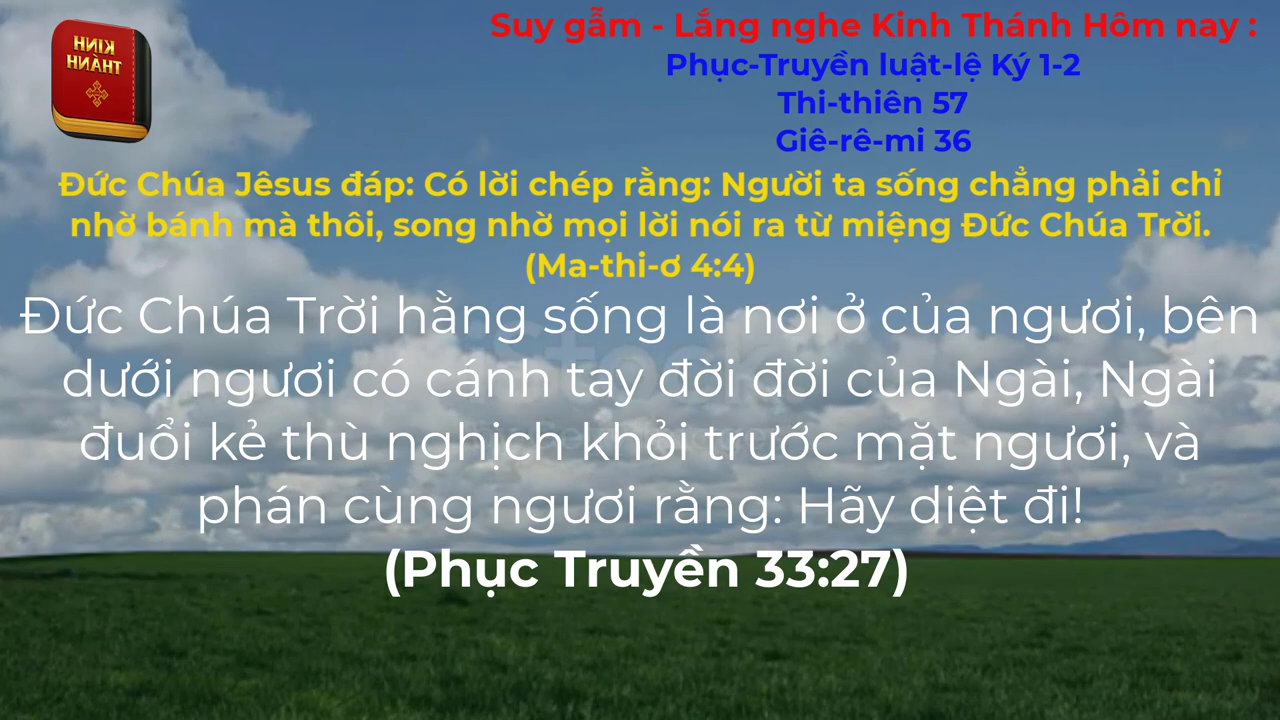 KINH
THÁNH
Suy gẫm - Lắng nghe Kinh Thánh Hôm nay :
Phục-Truyền luật-lệ Ký 1-2
Thi-thiên 57
Giê-rê-mi 36
Đức Chúa Jêsus đáp: Có lời chép rằng: Người ta sống chẳng phải chỉ
nhờ bánh mà thôi, song nhờ mọi lời nói ra từ miệng Đức Chúa Trời.
(Ma-thi-ơ 4:4)
Đức Chúa Trời hằng sống là nơi ở của ngươi, bên
dưới ngươi có cánh tay đời đời của Ngài, Ngài
đuổi kẻ thù nghịch khỏi trước mặt ngươi, và
phán cùng ngươi rằng: Hãy diệt đi!
(Phục Truyền 33:27)